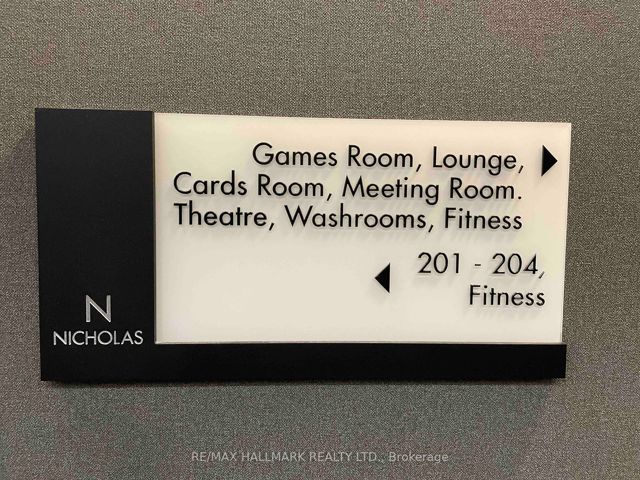 Games Room, Lounge,
Cards Room, Meeting Room.
Theatre, Washrooms, Fitness
201 - 204,
Fitness
N
NICHOLAS
RE/MAX HALLMARK REALTY LTD., Brokerage